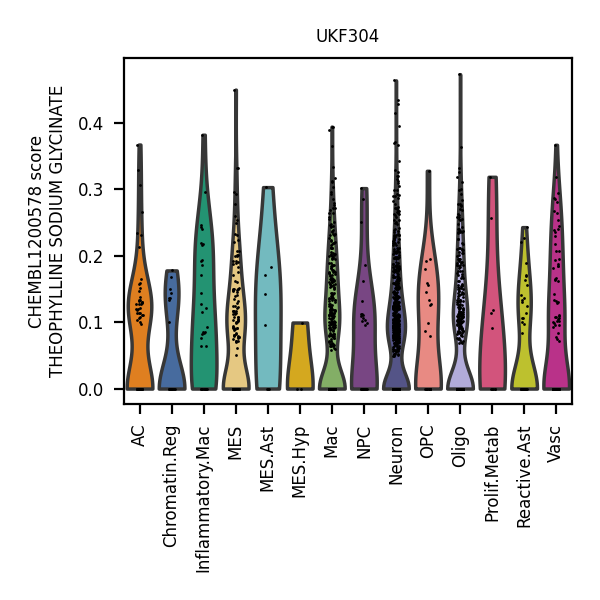 UKF304
CHEMBL1200578 score
THEOPHYLLINE SODIUM GLYCINATE
0.4
0.3
0.2
0.1
0.0
AC
Chromatin.Reg
Inflammatory.Mac
MES
MES.Ast
MES.Hyp
Mac
NPC
Neuron
OPC
Oligo
Prolif.Metab
Reactive.Ast
Vasc